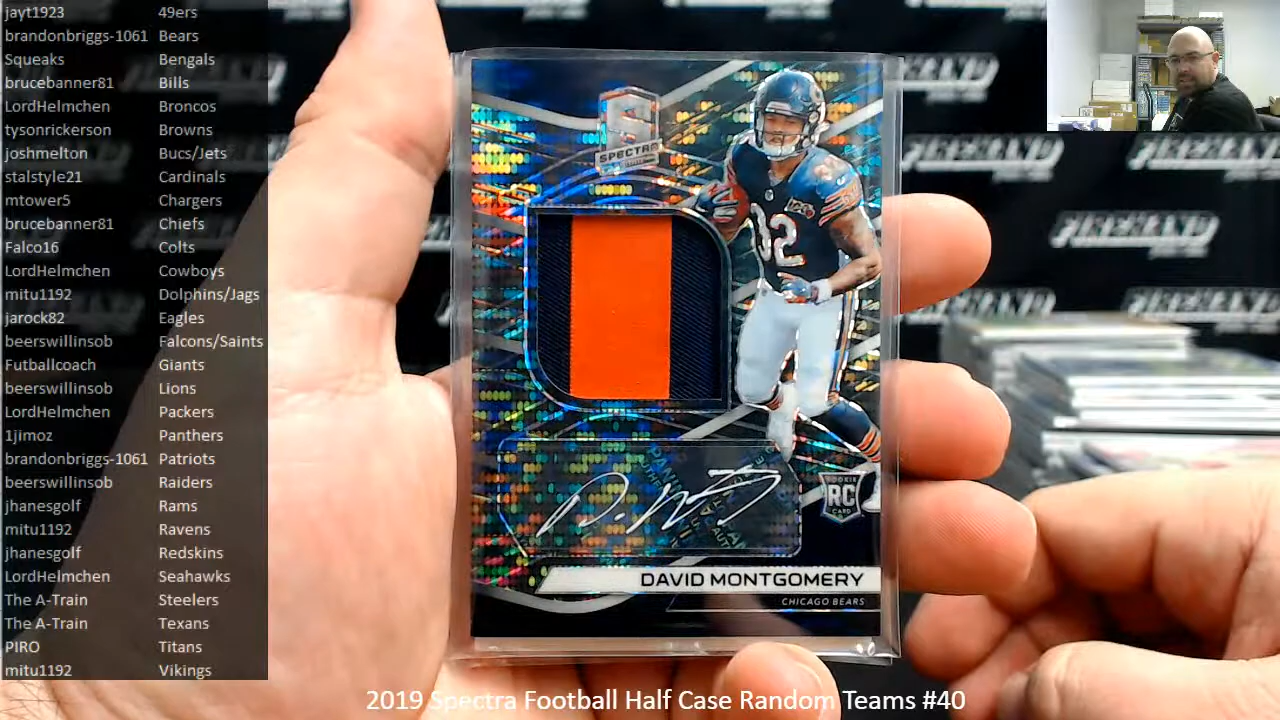 jayt1923 49ers
brandonbriggs-1061 Bears
Squeaks Bengals
brucebanner81 Bills
LordHelmchen Broncos
tysonrickerson Browns
joshmelton Bucs/Jets
stalstyle21 Cardinals
mtower5 Chargers
brucebanner81 Chiefs
Falco16 Colts
LordHelmchen Cowboys
mitu1192 Dolphins/Jags
jarock82 Eagles
beerswillinsob Falcons/Saints
Futballcoach Giants
beerswillinsob Lions
LordHelmchen Packers
1jimoz Panthers
brandonbriggs-1061 Patriots
beerswillinsob Raiders
jhanesgolf Rams
mitu1192 Ravens
jhanesgolf Redskins
LordHelmchen Seahawks
The A-Train Steelers
The A-Train Texans
PIRO Titans
mitu1192 Vikings
SPECTRA
32
ROOKIE
RC
CARD
DAVID MONTGOMERY
CHICAGO BEARS
2019 Spectra Football Half Case Random Teams #40